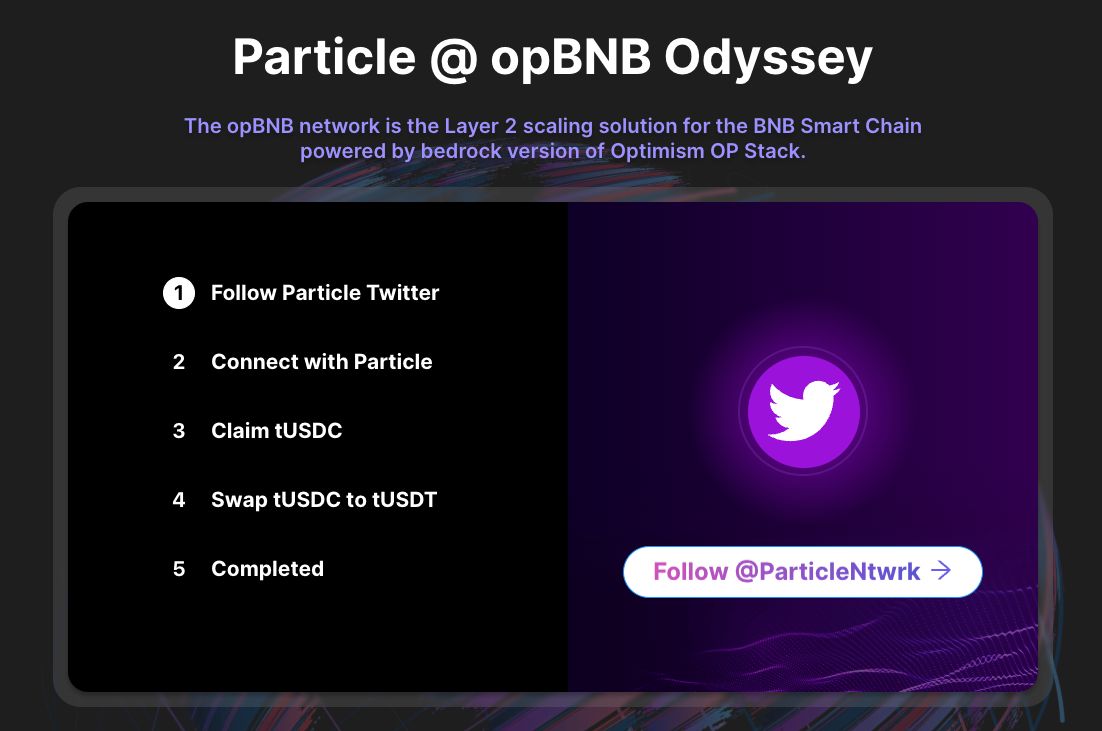 Particle @ opBNB Odyssey
The opBNB network is the Layer 2 scaling solution for the BNB Smart Chain
powered by bedrock version of Optimism OP Stack.
1 Follow Particle Twitter
2 Connect with Particle
3 Claim tUSDC
4 Swap tUSDC to tUSDT
5 Completed
Follow @ParticleNtwrk →